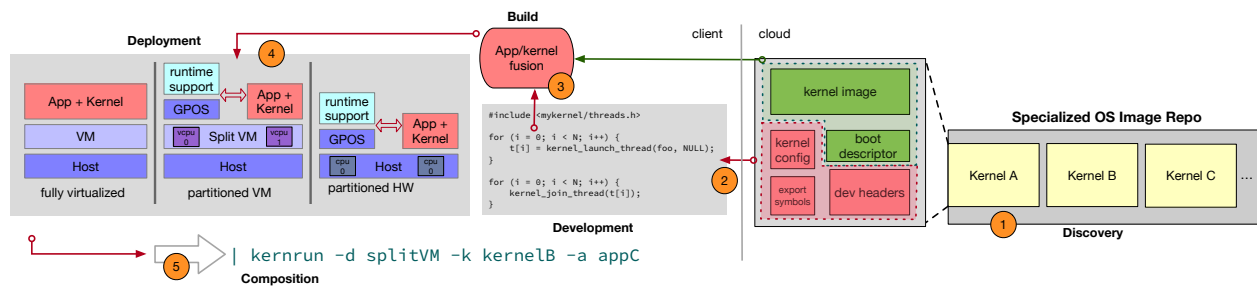 Build
Deployment
4
App/kernel
fusion
3
client
cloud
runtime
support
App + Kernel
GPOS
App +
Kernel
VM
vcpu
0
Split VM
vcpu
1
Host
Host
fully virtualized
partitioned VM
runtime
support
GPOS
App +
Kernel
cpu
0
Host
cpu
0
partitioned HW
#include <mykernel/threads.h>
for (i = 0; i < N; i++) {
t[i] = kernel_launch_thread(foo, NULL);
}
for (i = 0; i < N; i++) {
kernel_join_thread(t[i]);
}
Development
2
kernel image
kernel
config
boot
descriptor
export
symbols
dev headers
Specialized OS Image Repo
Kernel A
Kernel B
Kernel C
...
1
Discovery
5
| kernrun -d splitVM -k kernelB -a appC
Composition